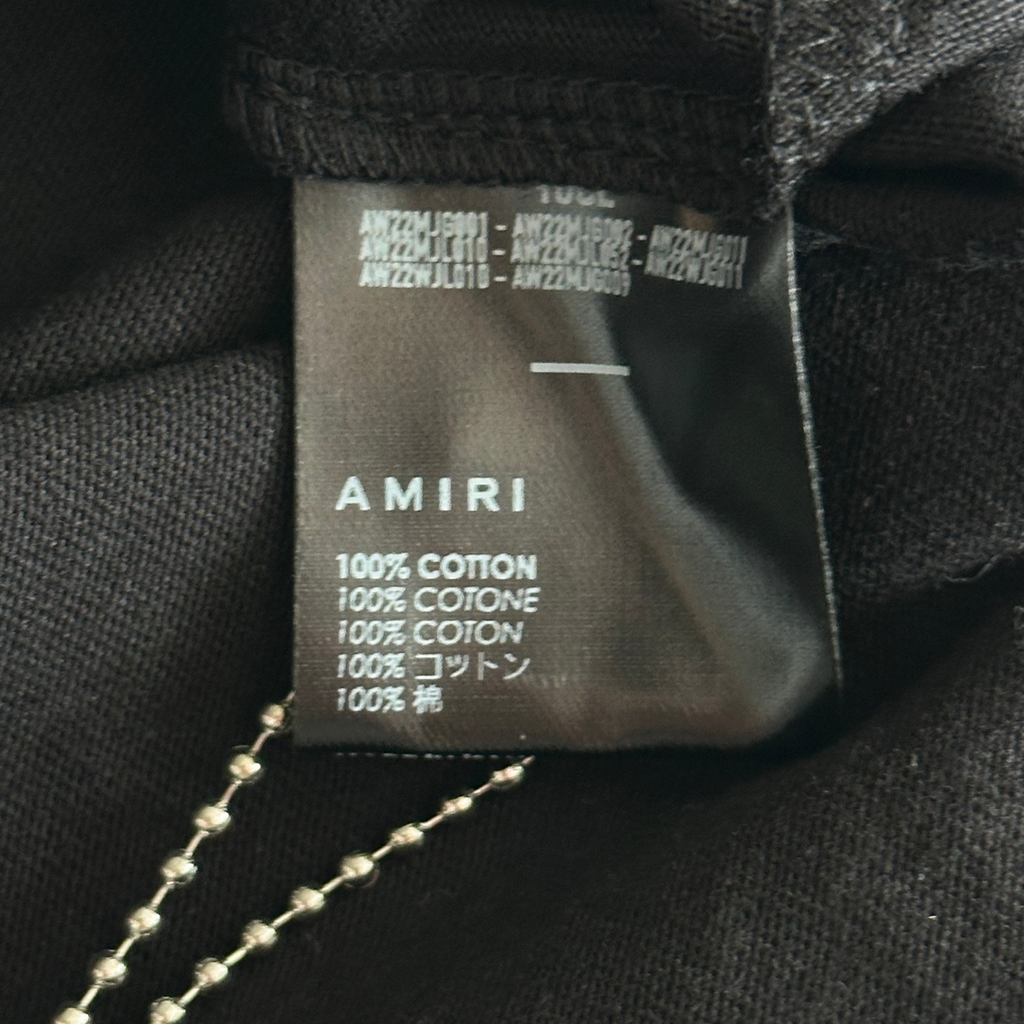 AW22MJG001 - AW22MJG002 - AW22MJG011
AW22MJL010 - AW22MJL052 - AW22WJG011
AW22WJL010 - AW22MJG009
AMIRI
100% COTTON
100% COTONE
100% COTON
100% コットン
100% 棉